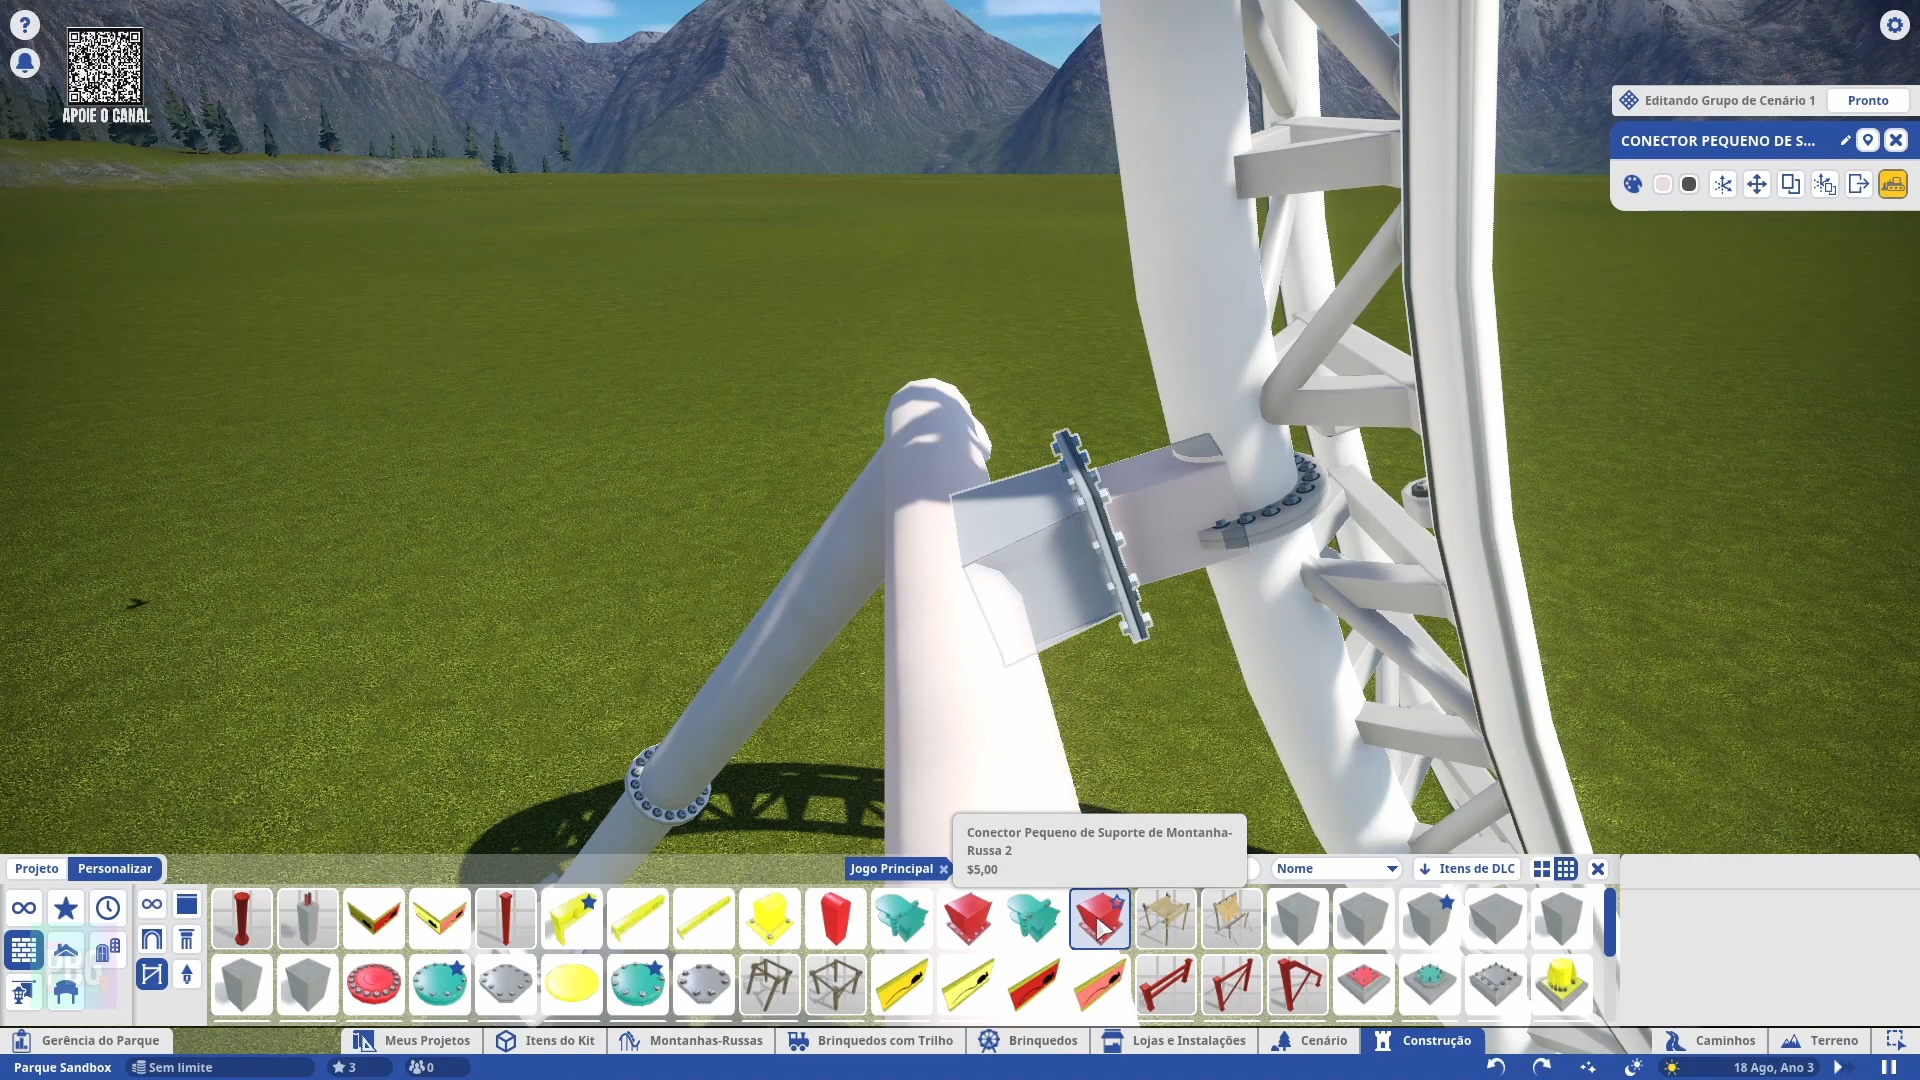 ?
APOIE O CANAL
Editando Grupo de Cenário 1
Pronto
CONECTOR PEQUENO DE S...
Conector Pequeno de Suporte de Montanha-
Russa 2
$5,00
Projeto
Personalizar
Jogo Principal
Nome
Itens de DLC
Gerência do Parque
Meus Projetos
Itens do Kit
Montanhas-Russas
Brinquedos com Trilho
Brinquedos
Lojas e Instalações
Cenário
Construção
Caminhos
Terreno
Parque Sandbox
Sem limite
3
0
18 Ago, Ano 3